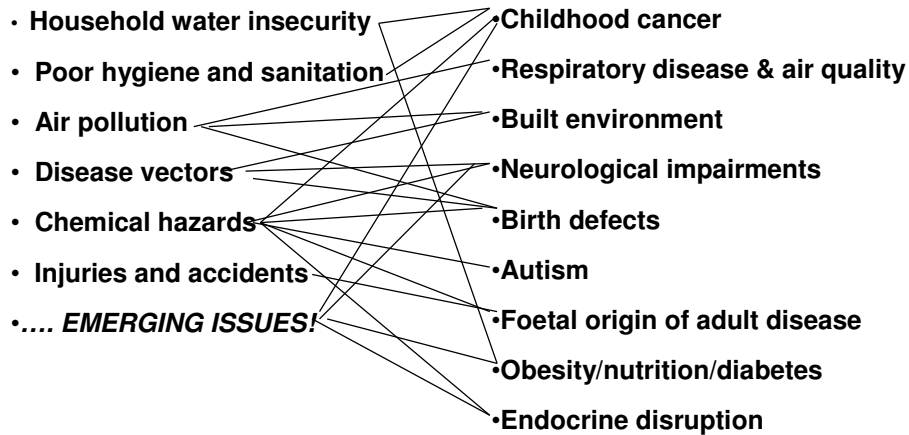 • Household water insecurity
• Poor hygiene and sanitation
• Air pollution
• Disease vectors
• Chemical hazards
• Injuries and accidents
•.... EMERGING ISSUES!
•Childhood cancer
•Respiratory disease & air quality
•Built environment
•Neurological impairments
•Birth defects
•Autism
•Foetal origin of adult disease
•Obesity/nutrition/diabetes
•Endocrine disruption